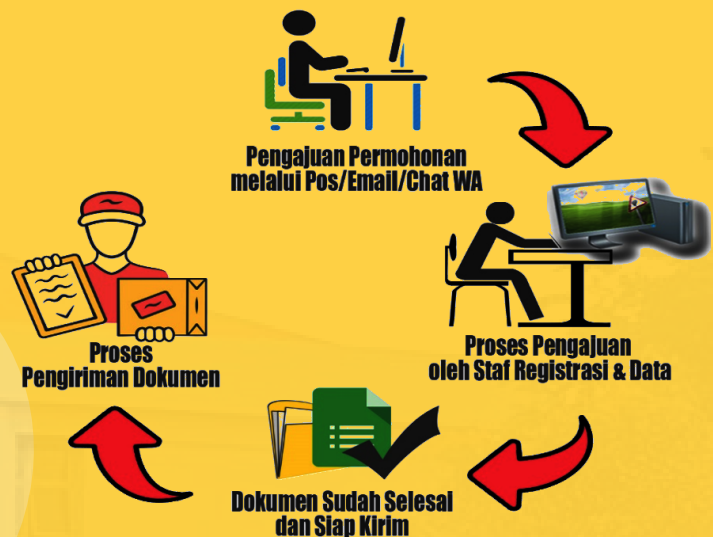 Pengajuan Permohonan
melalui Pos/Email/Chat WA
Proses Pengajuan
oleh Staf Registrasi & Data
Dokumen Sudah Selesai
dan Siap Kirim
Proses
Pengiriman Dokumen